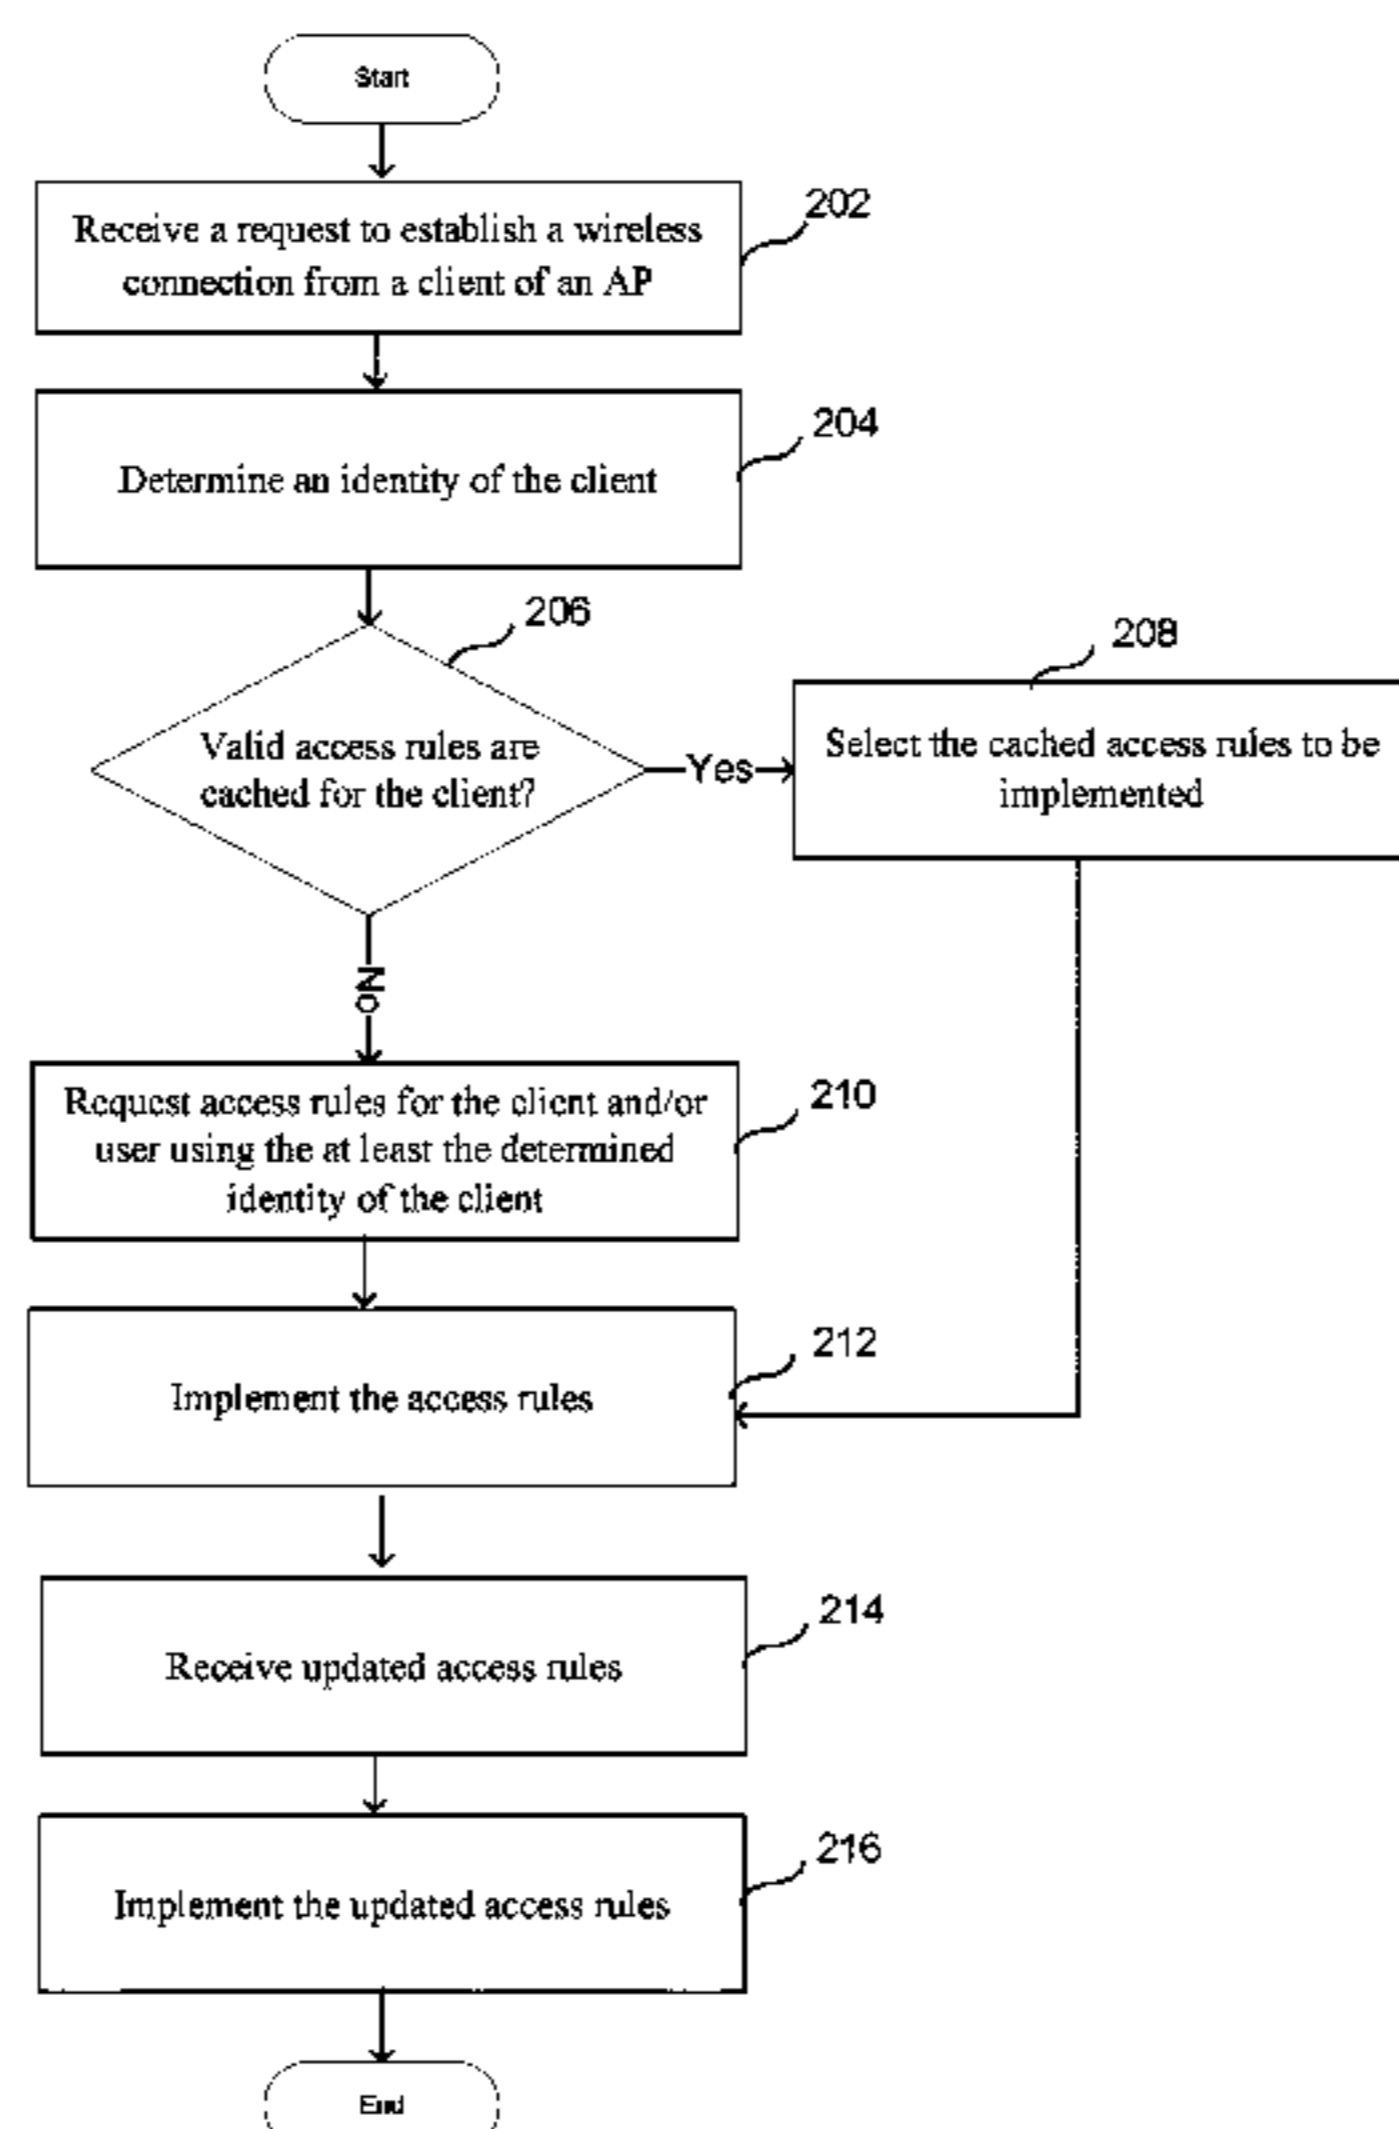 Start
202
Receive a request to establish a wireless
connection from a client of an AP
204
Determine an identity of the client
206
Valid access rules are
cached for the client?
Yes
208
Select the cached access rules to be
implemented
No
210
Request access rules for the client and/or
user using the at least the determined
identity of the client
212
Implement the access rules
214
Receive updated access rules
216
Implement the updated access rules
End